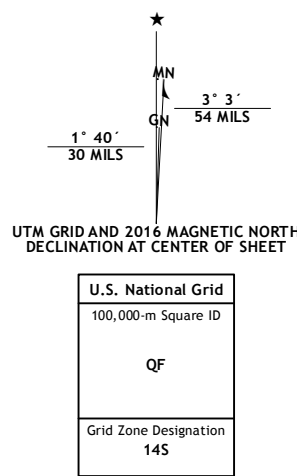 ★
MN
3° 3´
54 MILS
GN
1° 40´
30 MILS
UTM GRID AND 2016 MAGNETIC NORTH
DECLINATION AT CENTER OF SHEET
U.S. National Grid
100,000-m Square ID
QF
Grid Zone Designation
14S